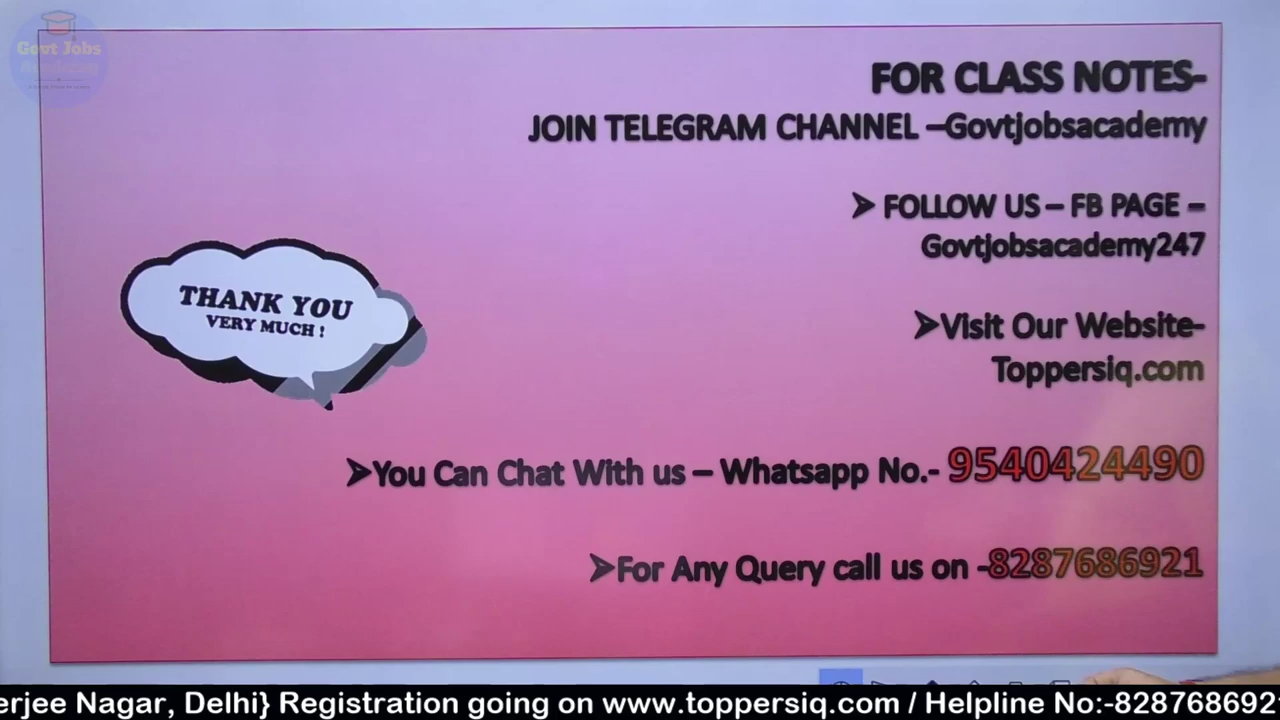 Govt Jobs
FOR CLASS NOTES-
JOIN TELEGRAM CHANNEL –Govtjobsacademy
➤ FOLLOW US – FB PAGE –
Govtjobsacademy247
THANK YOU
VERY MUCH !
➤Visit Our Website-
Toppersiq.com
➤You Can Chat With us – Whatsapp No.- 9540424490
➤For Any Query call us on -8287686921
erjee Nagar, Delhi} Registration going on www.toppersiq.com / Helpline No:-828768692